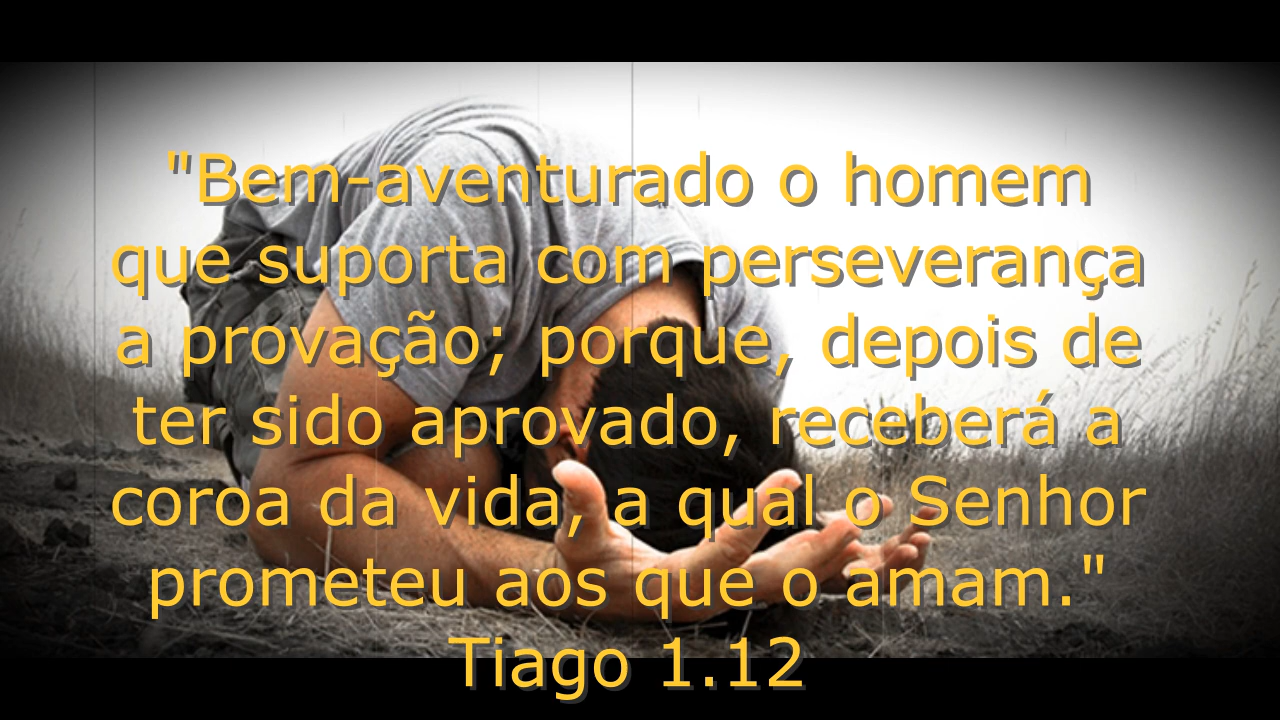 "Bem-aventurado o homem
que suporta com perseverança
a provação; porque, depois de
ter sido aprovado, receberá a
coroa da vida, a qual o Senhor
prometeu aos que o amam."
Tiago 1.12